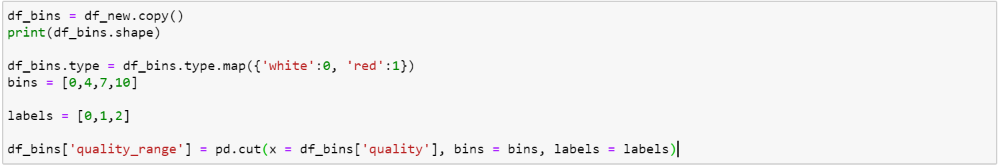 df_bins = df_new.copy()
print(df_bins.shape)
df_bins.type = df_bins.type.map({'white':0, 'red':1})
bins = [0,4,7,10]
labels = [0,1,2]
df_bins['quality_range'] = pd.cut(x = df_bins['quality'], bins = bins, labels = labels)